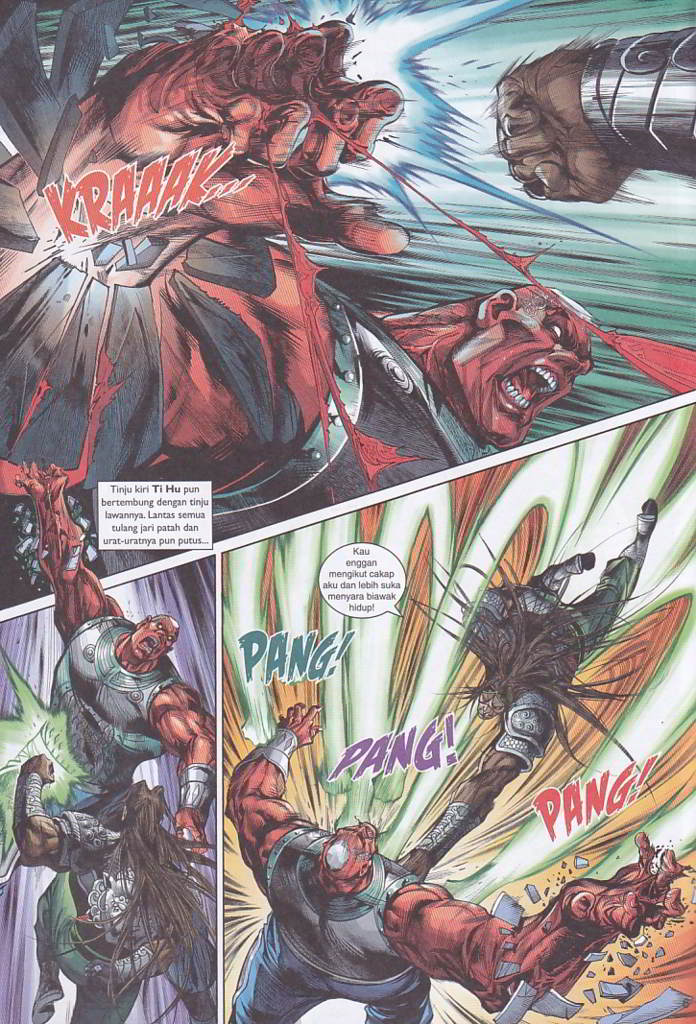 KRAAAK...
Tinju kiri Ti Hu pun
bertembung dengan tinju
lawannya. Lantas semua
tulang jari patah dan
urat-uratnya pun putus...
Kau
enggan
mengikut cakap
aku dan lebih suka
menyara biawak
hidup!
PANG!
PANG!
PANG!